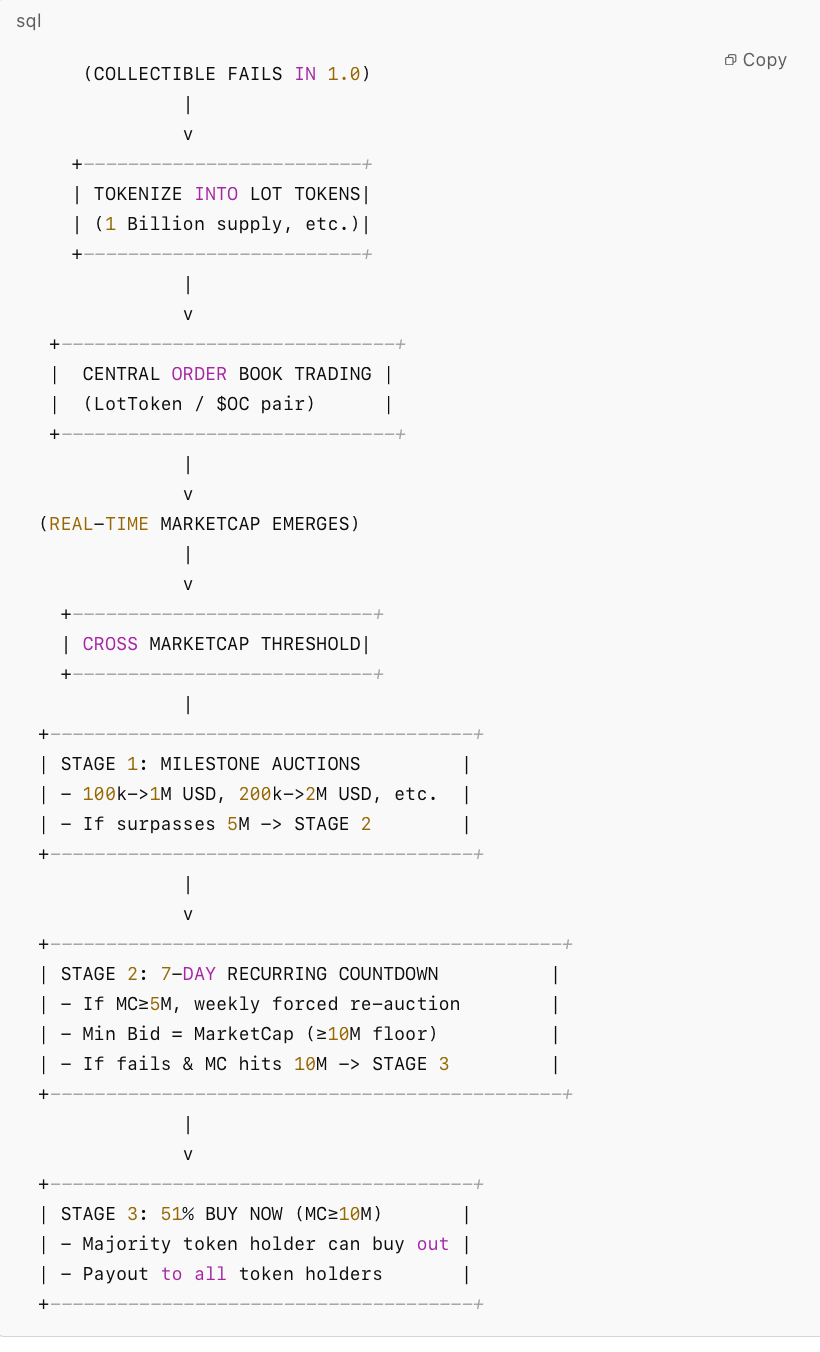 sql
Copy
(COLLECTIBLE FAILS IN 1.0)
|
v
+-------------------------+
| TOKENIZE INTO LOT TOKENS|
| (1 Billion supply, etc.)|
+-------------------------+
|
v
+------------------------------+
| CENTRAL ORDER BOOK TRADING |
| (LotToken / $OC pair) |
+------------------------------+
|
v
(REAL-TIME MARKETCAP EMERGES)
|
v
+---------------------------+
| CROSS MARKETCAP THRESHOLD|
+---------------------------+
|
+--------------------------------------+
| STAGE 1: MILESTONE AUCTIONS |
| - 100k->1M USD, 200k->2M USD, etc. |
| - If surpasses 5M -> STAGE 2 |
+--------------------------------------+
|
v
+----------------------------------------------+
| STAGE 2: 7-DAY RECURRING COUNTDOWN |
| - If MC≥5M, weekly forced re-auction |
| - Min Bid = MarketCap (≥10M floor) |
| - If fails & MC hits 10M -> STAGE 3 |
+----------------------------------------------+
|
v
+--------------------------------------+
| STAGE 3: 51% BUY NOW (MC≥10M) |
| - Majority token holder can buy out |
| - Payout to all token holders |
+--------------------------------------+